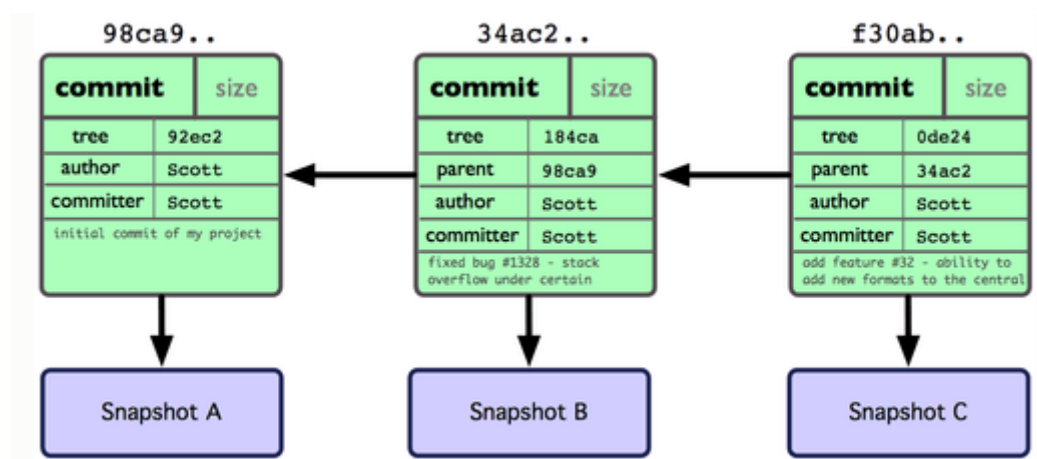 98ca9..
commit size
tree 92ec2
author Scott
committer Scott
initial commit of my project
Snapshot A
34ac2..
commit size
tree 184ca
parent 98ca9
author Scott
committer Scott
fixed bug #1328 - stack
overflow under certain
Snapshot B
f30ab..
commit size
tree 0de24
parent 34ac2
author Scott
committer Scott
add feature #32 - ability to
add new formats to the central
Snapshot C